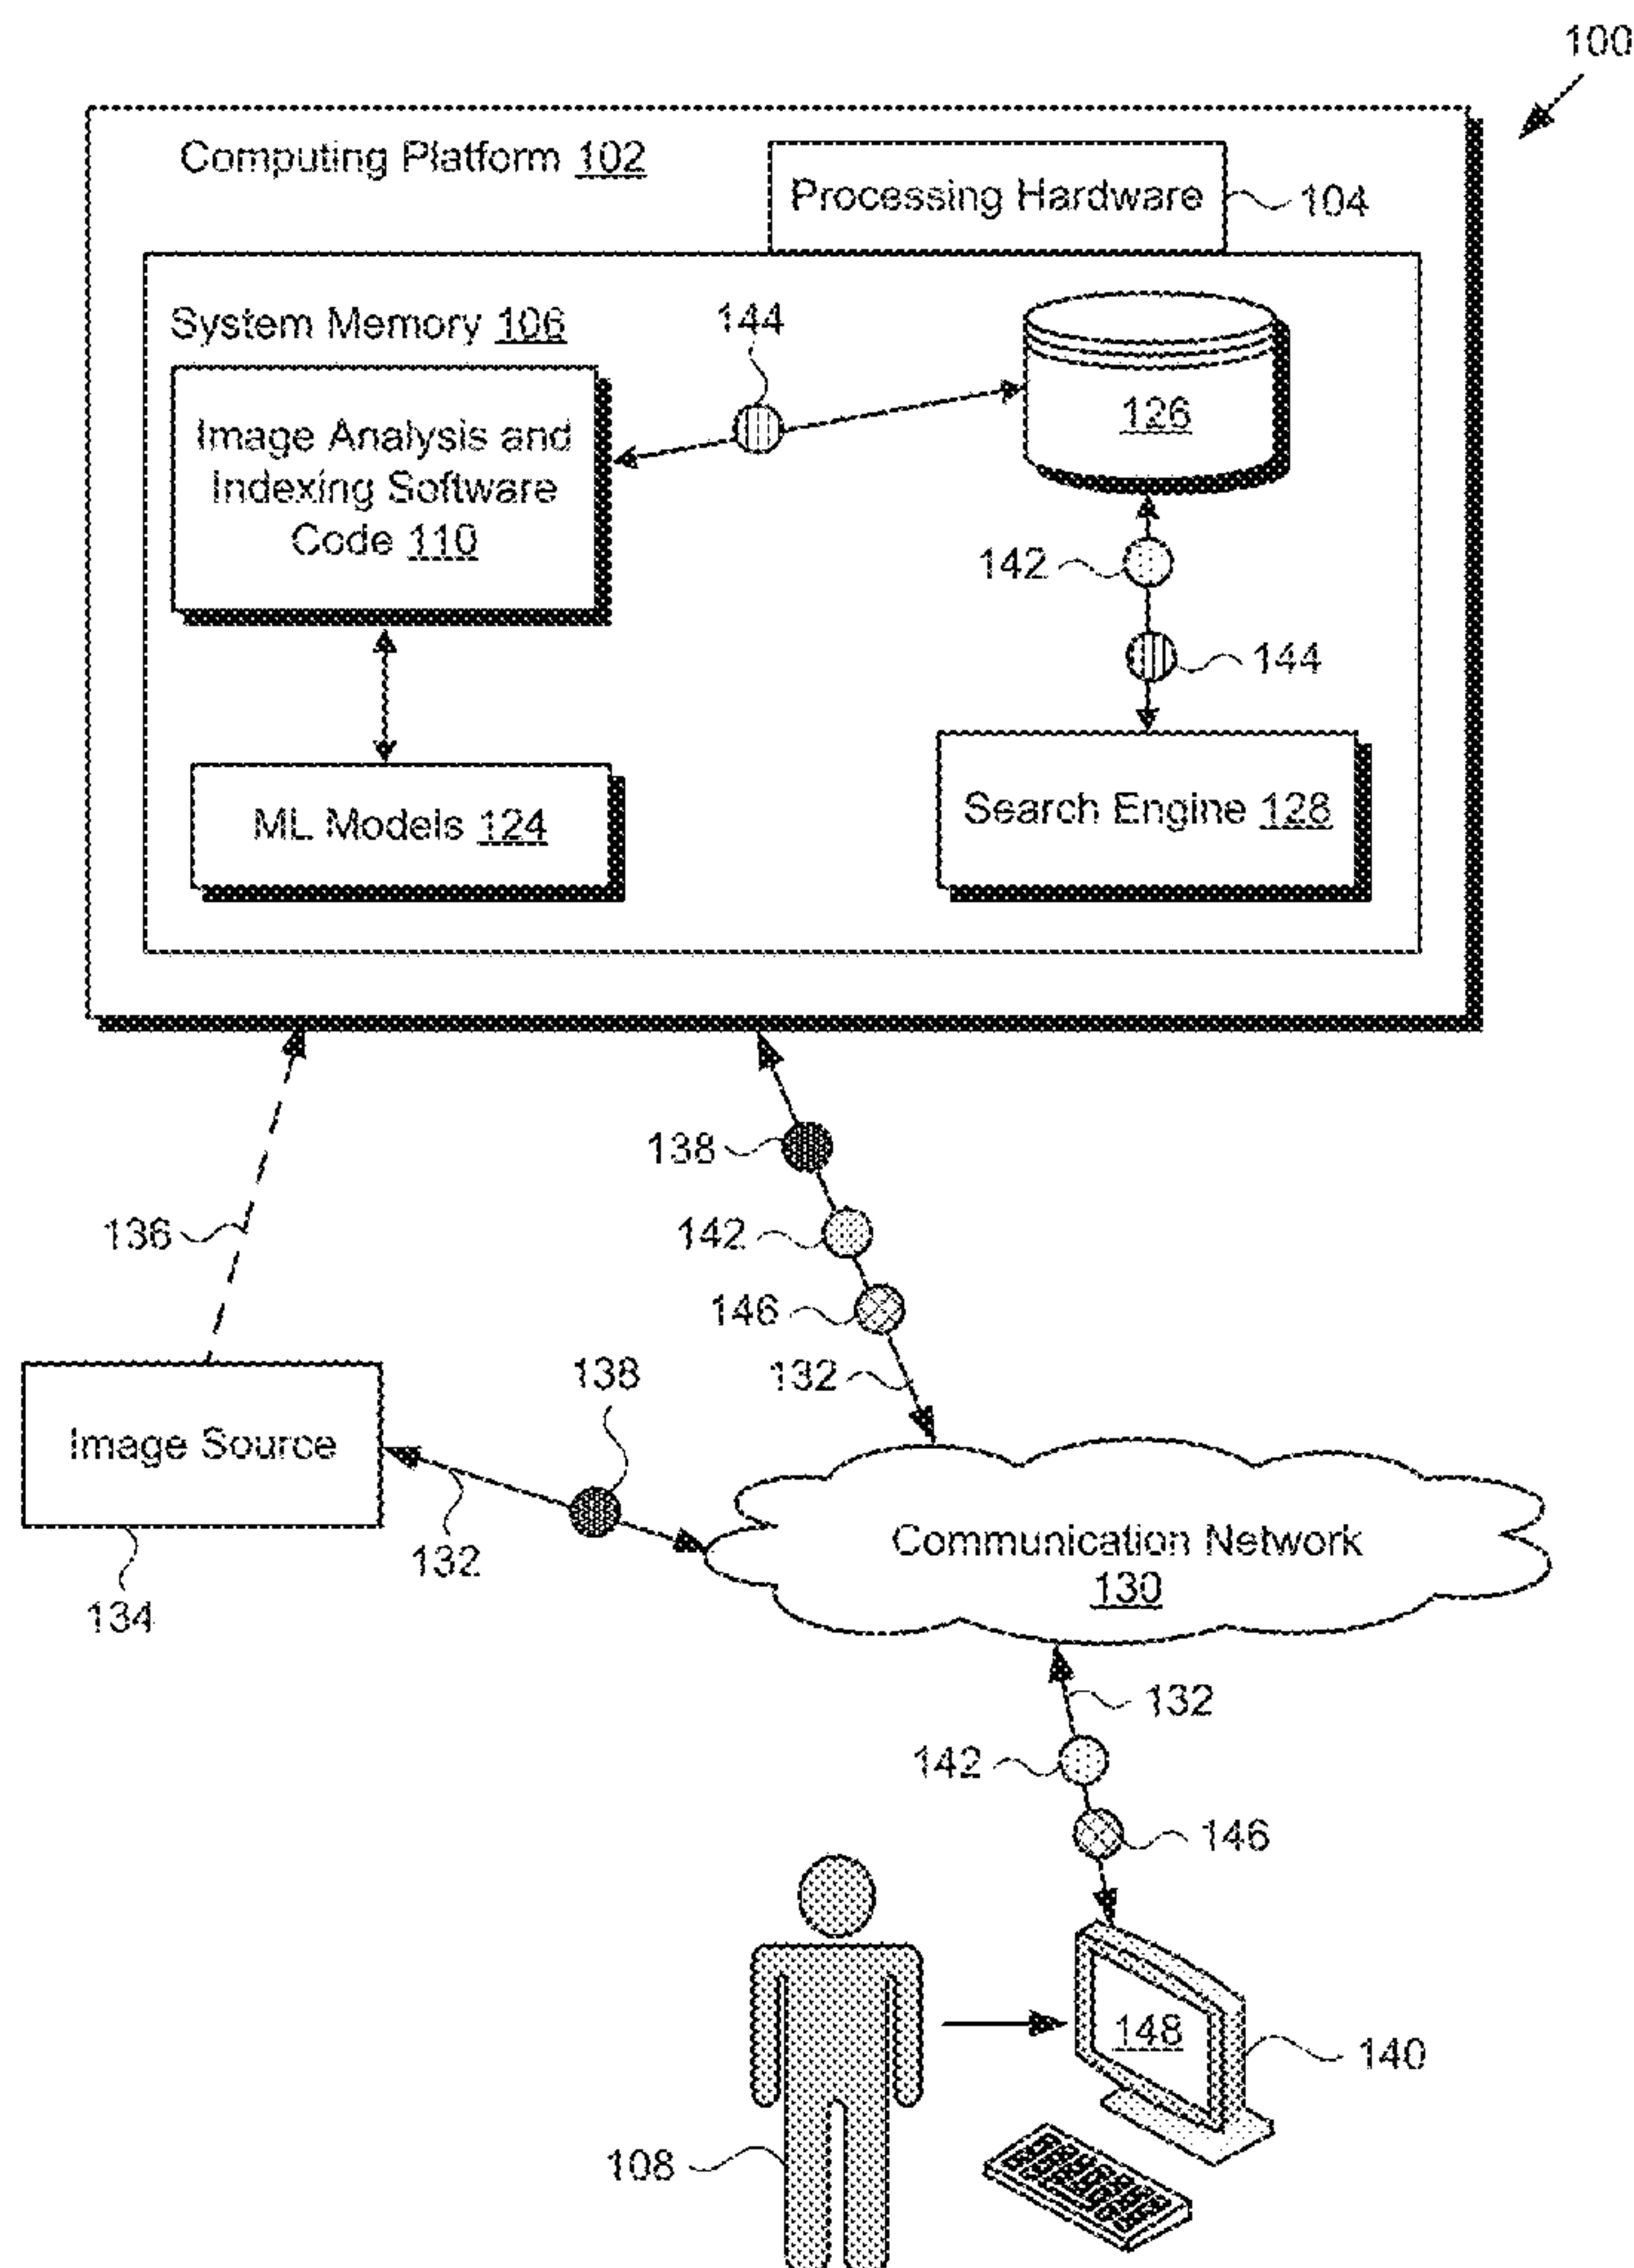 100
Computing Platform 102
Processing Hardware
104
System Memory 106
144
Image Analysis and
Indexing Software
Code 110
126
142
144
ML Models 124
Search Engine 128
138
136
142
146
138
132
Image Source
132
134
Communication Network
130
132
142
146
148
140
108